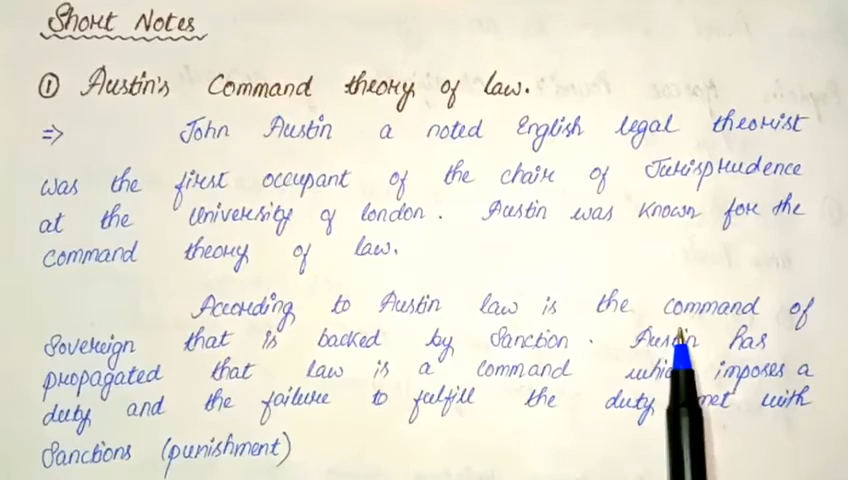 Short Notes
① Austin's Command theory of law.
⇒ John Austin a noted English legal theorist
was the first occupant of the chair of Jurisprudence
at the University of london. Austin was known for the
command theory of law.
According to Austin law is the command of
Sovereign that is backed by Sanction. Austin has
propagated that law is a command which imposes a
duty and the failure to fulfill the duty met with
Sanctions (punishment)